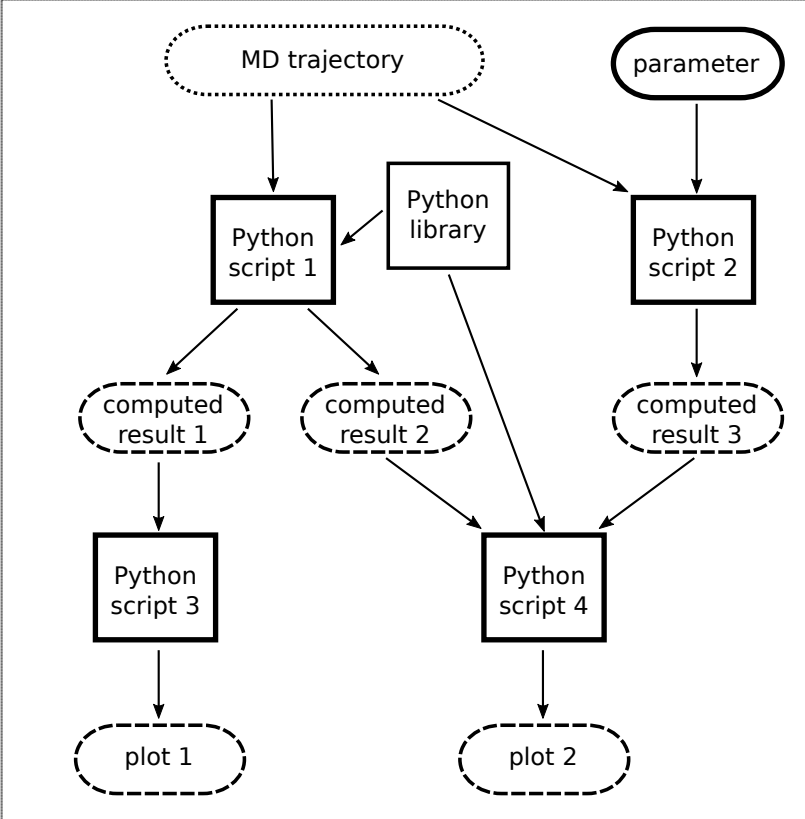 MD trajectory
parameter
Python
library
Python
script 1
Python
script 2
computed
result 1
computed
result 2
computed
result 3
Python
script 3
Python
script 4
plot 1
plot 2